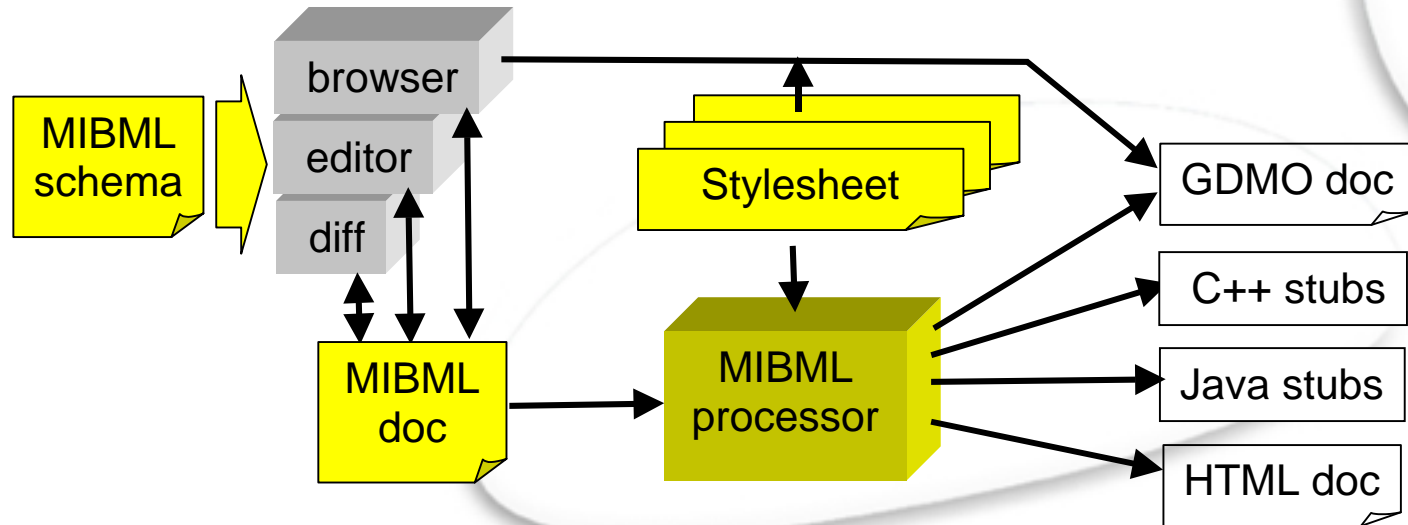 browser
MIBML
schema
editor
diff
Stylesheet
GDMO doc
C++ stubs
MIBML
doc
MIBML
processor
Java stubs
HTML doc